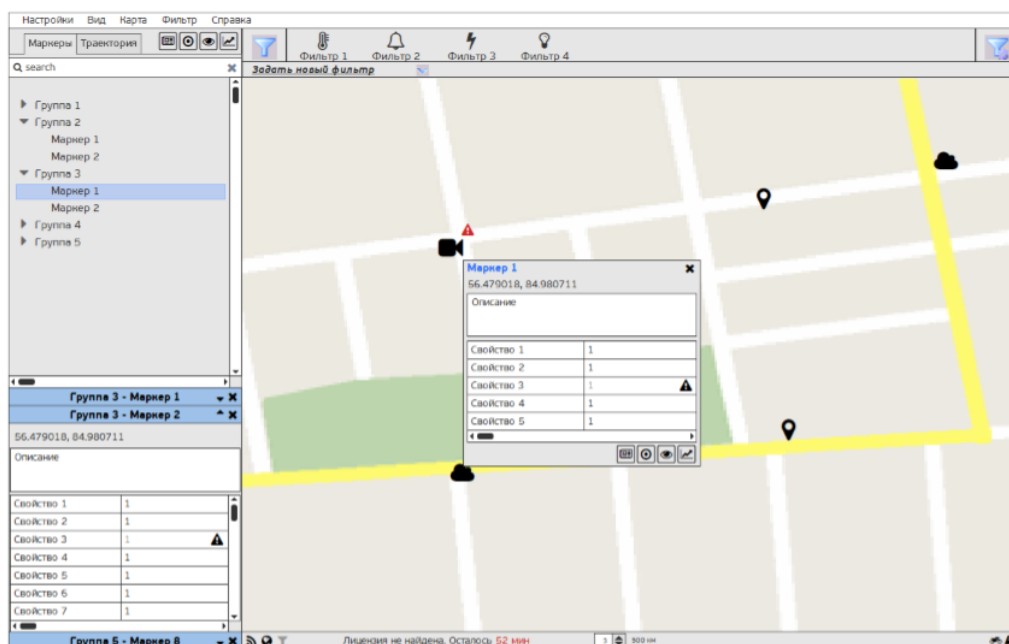 Настройки Вид Карта Фильтр Справка
Маркеры Траектория
Фильтр 1 Фильтр 2 Фильтр 3 Фильтр 4
search
Задать новый фильтр
Группа 1
Группа 2
Маркер 1
Маркер 2
Группа 3
Маркер 1
Маркер 2
Группа 4
Группа 5
Маркер 1
56.479018, 84.980711
Описание
Свойство 1 1
Свойство 2 1
Свойство 3 1
Свойство 4 1
Свойство 5 1
Группа 3 - Маркер 1
Группа 3 - Маркер 2
56.479018, 84.980711
Описание
Свойство 1 1
Свойство 2 1
Свойство 3 1
Свойство 4 1
Свойство 5 1
Свойство 6 1
Свойство 7 1
Группа 5 - Маркер 8
Лицензия не найдена. Осталось 52 мин